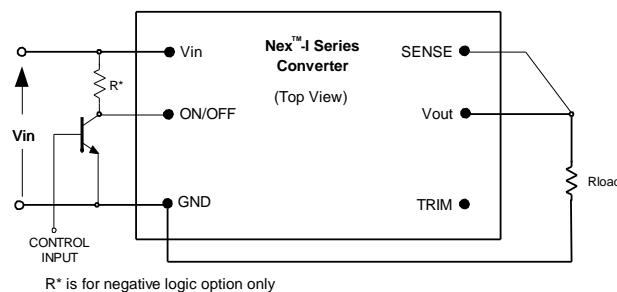 Nex™-I Series
Converter
(Top View)
Vin
R*
ON/OFF
Vin
GND
SENSE
Vout
TRIM
Rload
CONTROL
INPUT
R* is for negative logic option only